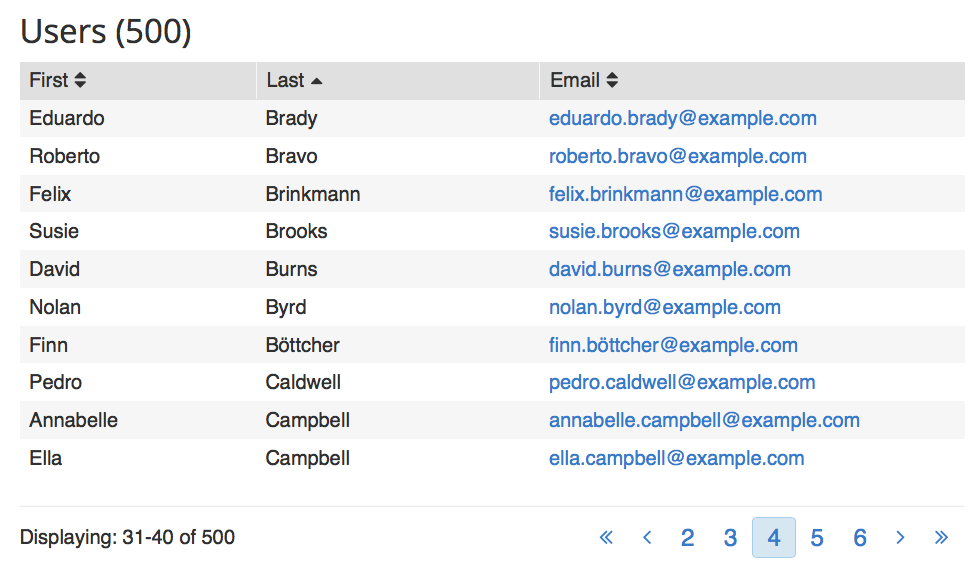 Users (500)
First Last Email
Eduardo Brady eduardo.brady@example.com
Roberto Bravo roberto.bravo@example.com
Felix Brinkmann felix.brinkmann@example.com
Susie Brooks susie.brooks@example.com
David Burns david.burns@example.com
Nolan Byrd nolan.byrd@example.com
Finn Böttcher finn.böttcher@example.com
Pedro Caldwell pedro.caldwell@example.com
Annabelle Campbell annabelle.campbell@example.com
Ella Campbell ella.campbell@example.com
Displaying: 31-40 of 500 « ‹ 2 3 4 5 6 › »